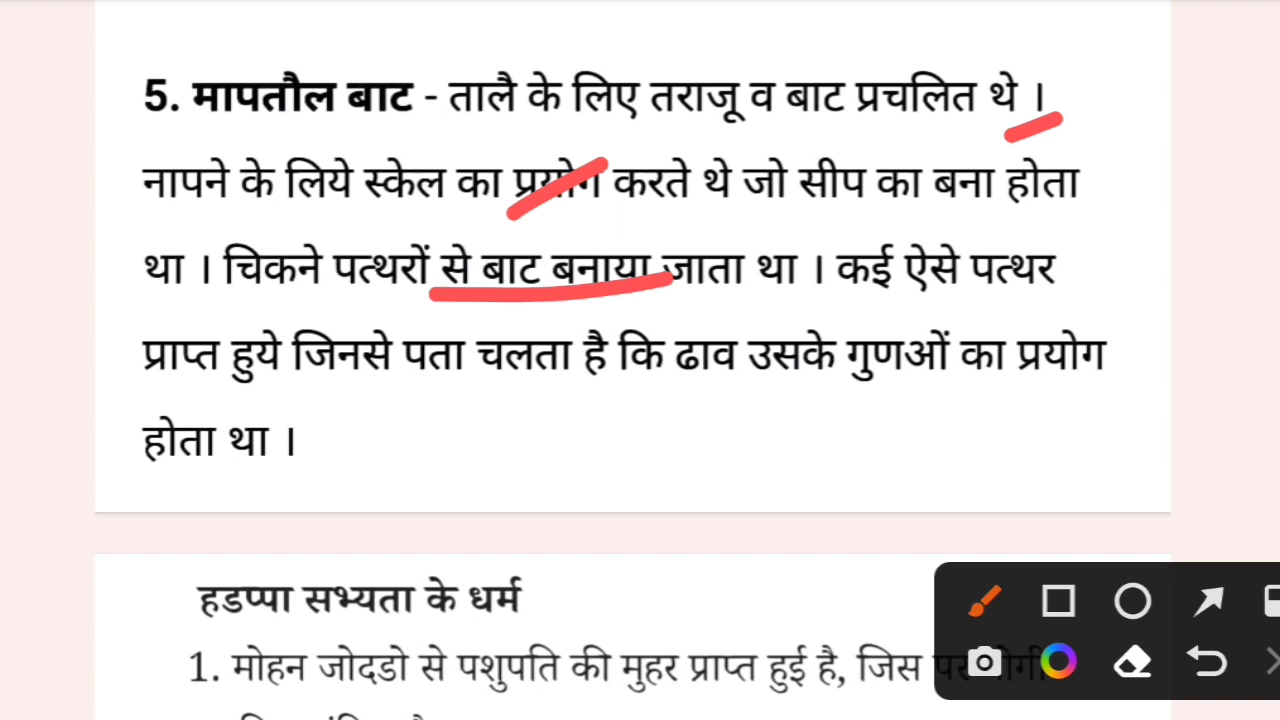 5. मापतौल बाट - तालै के लिए तराजू व बाट प्रचलित थे ।
नापने के लिये स्केल का प्रयोग करते थे जो सीप का बना होता
था । चिकने पत्थरों से बाट बनाया जाता था । कई ऐसे पत्थर
प्राप्त हुये जिनसे पता चलता है कि ढाव उसके गुणओं का प्रयोग
होता था ।
हडप्पा सभ्यता के धर्म
1. मोहन जोदडो से पशुपति की मुहर प्राप्त हुई है, जिस पर योगी